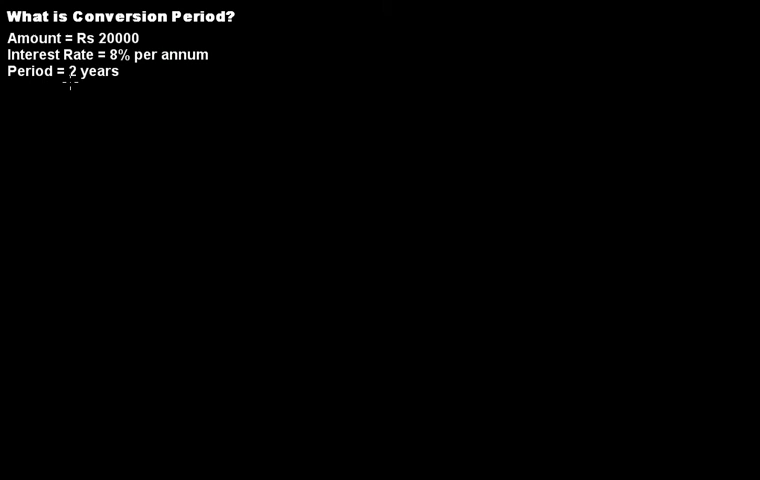 What is Conversion Period?
Amount = Rs 20000
Interest Rate = 8% per annum
Period = 2 years